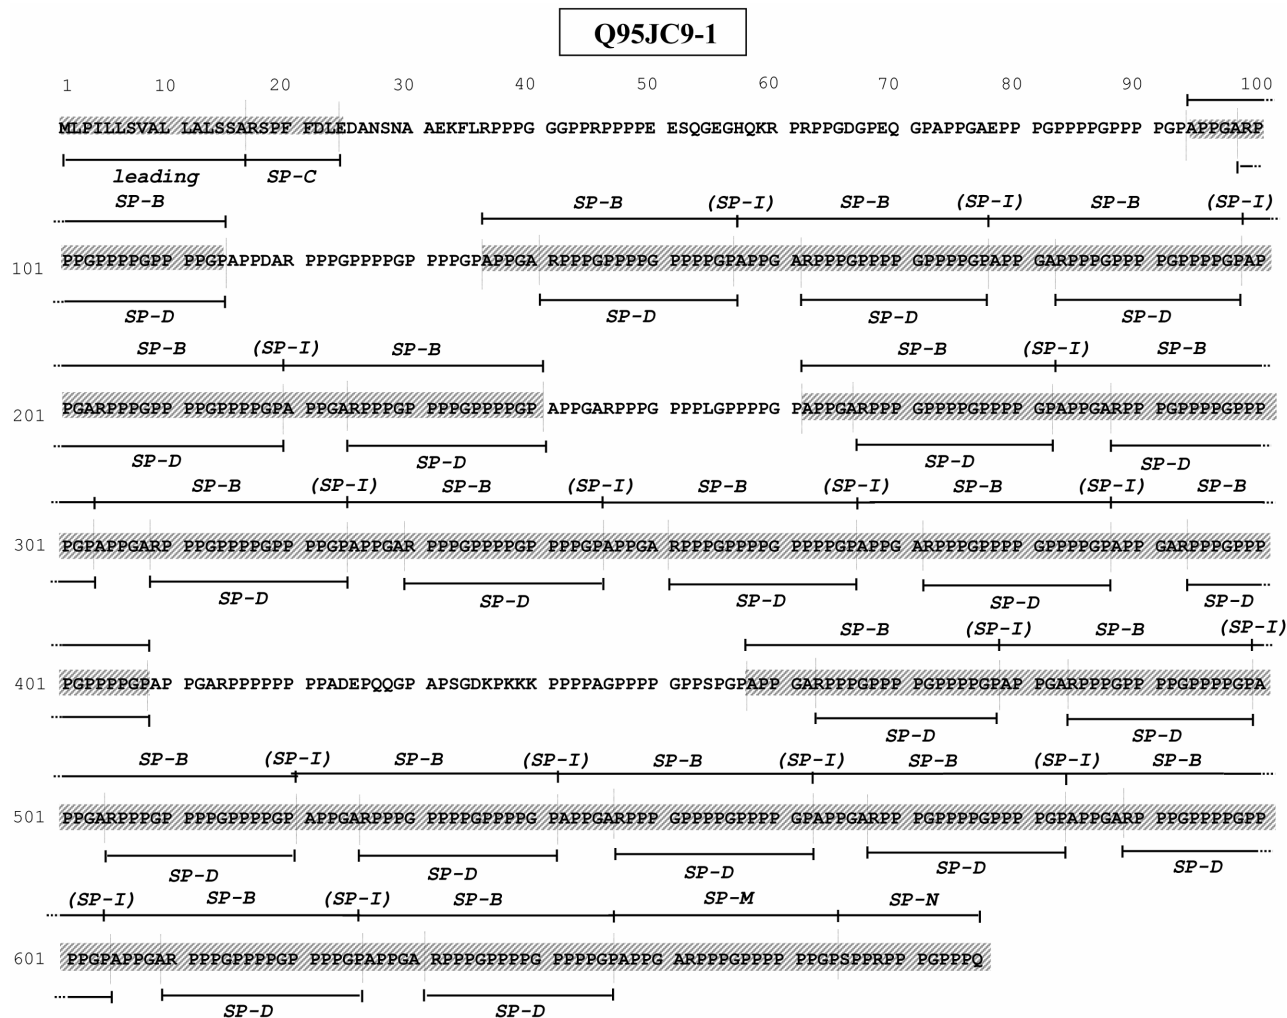 Q95JC9-1
1 10 20 30 40 50 60 70 80 90 100
MLPILLSVAL LALSSARSPF FDLEDANSNA AEKFLRPPPG GGPPRPPPPE ESQGEGHQKR PRPPGDGPEQ GPAPPGAEPP PGPPPPGPPP PGPAPPGARP
leading SP-C
SP-B SP-B (SP-I) SP-B (SP-I) SP-B (SP-I)
101 PPGPPPPGPP PPGPAPPDAR PPPGPPPPGP PPPGPAPPGA RPPPGPPPPG PPPPGPAPPG ARPPPGPPPP GPPPPGPAPP GARPPPGPPP PGPPPPGPAP
SP-D SP-D SP-D SP-D
SP-B (SP-I) SP-B SP-B (SP-I) SP-B
201 PGARPPPGPP PPGPPPPGPA PPGARPPPGP PPPGPPPPGP APPGARPPPG PPPLGPPPPG PAPPGARPPP GPPPPGPPPP GPAPPGARPP PGPPPPGPPP
SP-D SP-D SP-D SP-D
SP-B (SP-I) SP-B (SP-I) SP-B (SP-I) SP-B (SP-I) SP-B
301 PGPAPPGARP PPGPPPPGPP PPGPAPPGAR PPPGPPPPGP PPPGPAPPGA RPPPGPPPPG PPPPGPAPPG ARPPPGPPPP GPPPPGPAPP GARPPPGPPP
SP-D SP-D SP-D SP-D SP-D
SP-B (SP-I) SP-B (SP-I)
401 PGPPPPGPAP PGARPPPPPP PPADEPQQGP APSGDKPKKK PPPPAGPPPP GPPSPGPAPP GARPPPGPPP PGPPPPGPAP PGARPPPGPP PPGPPPPGPA
SP-D SP-D
SP-B (SP-I) SP-B (SP-I) SP-B (SP-I) SP-B (SP-I) SP-B
501 PPGARPPPGP PPPGPPPPGP APPGARPPPG PPPPGPPPPG PAPPGARPPP GPPPPGPPPP GPAPPGARPP PGPPPPGPPP PGPAPPGARP PPGPPPPGPP
SP-D SP-D SP-D SP-D SP-D
(SP-I) SP-B (SP-I) SP-B SP-M SP-N
601 PPGPAPPGAR PPPGPPPPGP PPPGPAPPGA RPPPGPPPPG PPPPGPAPPG ARPPPGPPPP PPGPSPPRPP PGPPPQ
SP-D SP-D